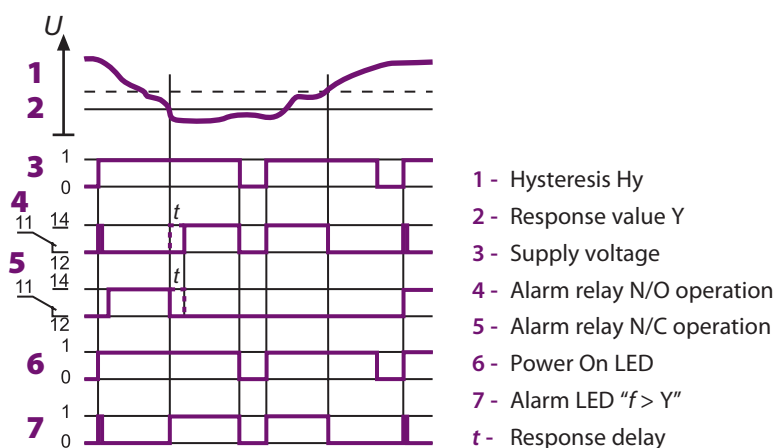 U
1
2
3 1
0
4
11 14
12
t
5
11 14
12
t
6 1
0
7 1
0
1 - Hysteresis Hy
2 - Response value Y
3 - Supply voltage
4 - Alarm relay N/O operation
5 - Alarm relay N/C operation
6 - Power On LED
7 - Alarm LED “f > Y”
t - Response delay